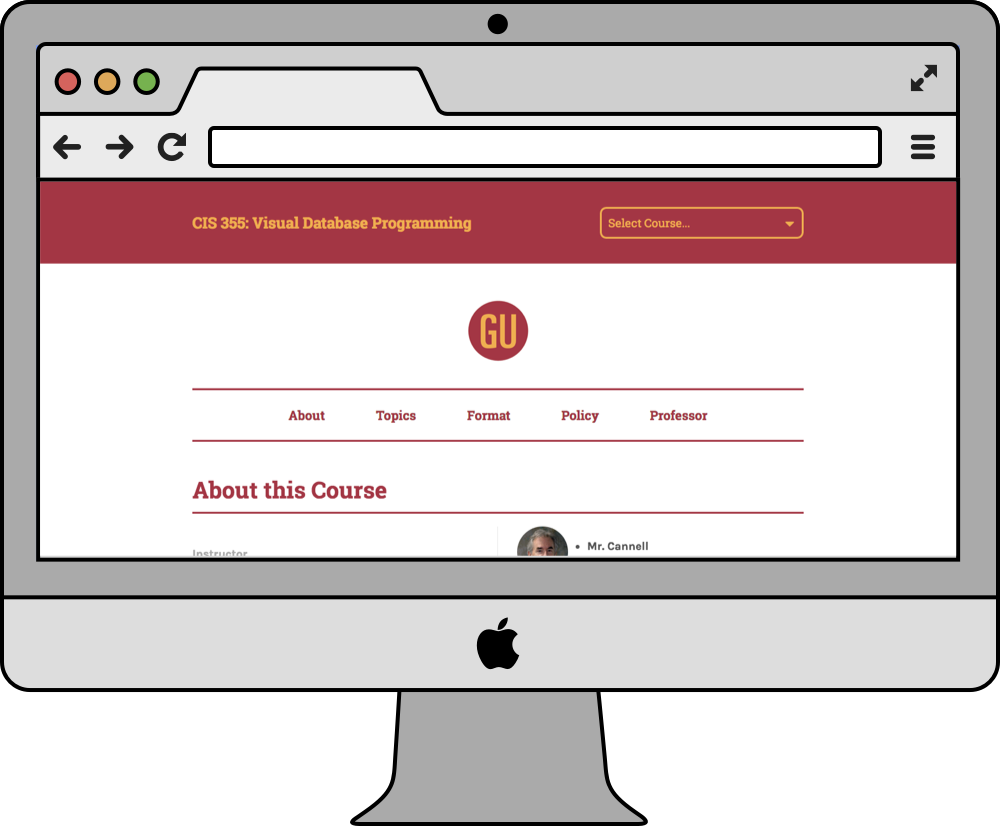 CIS 355: Visual Database Programming
Select Course...
GU
About Topics Format Policy Professor
About this Course
Instructor
• Mr. Cannell